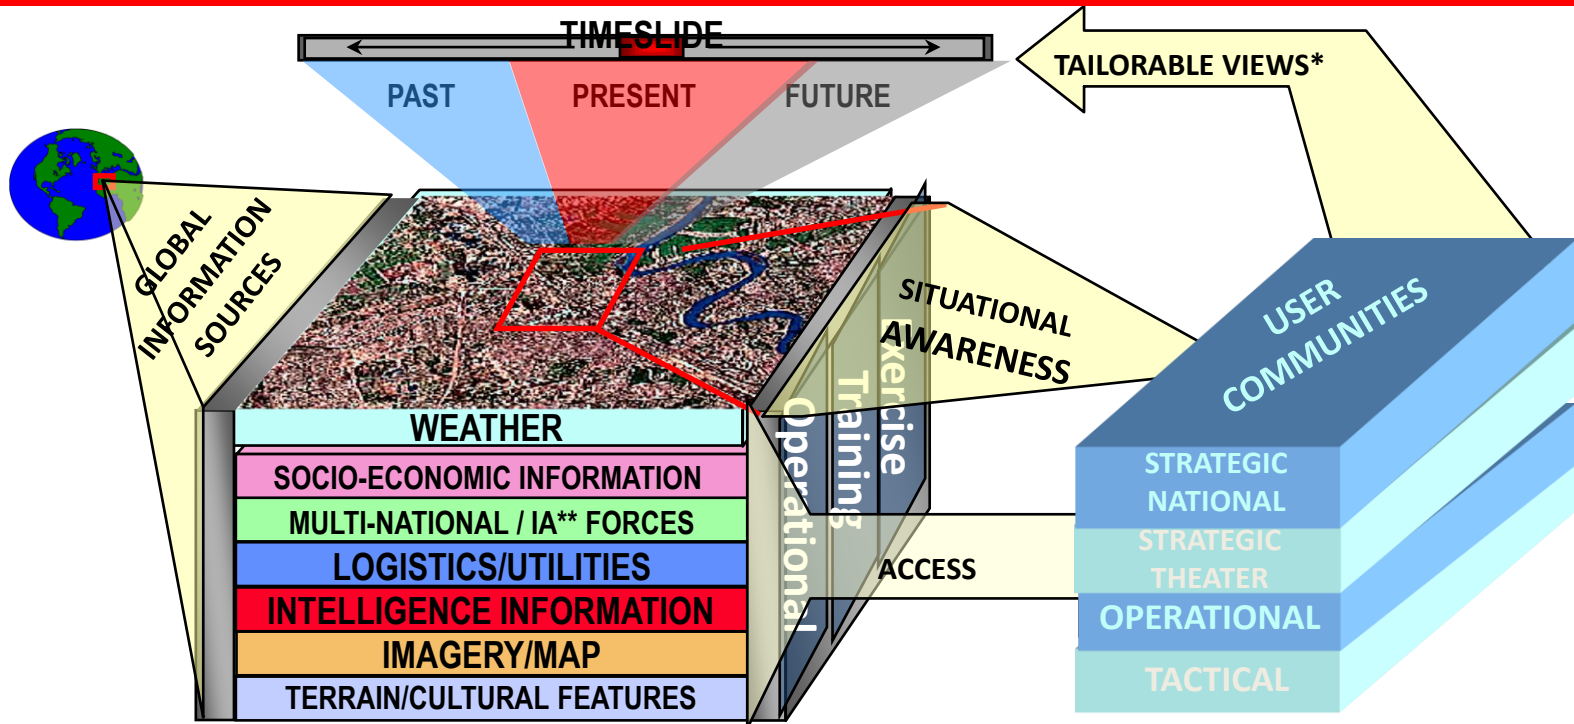 TIMESLIDE
PAST
PRESENT
FUTURE
TAILORABLE VIEWS*
GLOBAL
INFORMATION
SOURCES
SITUATIONAL
AWARENESS
USER
COMMUNITIES
Operational
Training
Exercise
WEATHER
SOCIO-ECONOMIC INFORMATION
MULTI-NATIONAL / IA** FORCES
LOGISTICS/UTILITIES
INTELLIGENCE INFORMATION
IMAGERY/MAP
TERRAIN/CULTURAL FEATURES
ACCESS
STRATEGIC
NATIONAL
STRATEGIC
THEATER
OPERATIONAL
TACTICAL